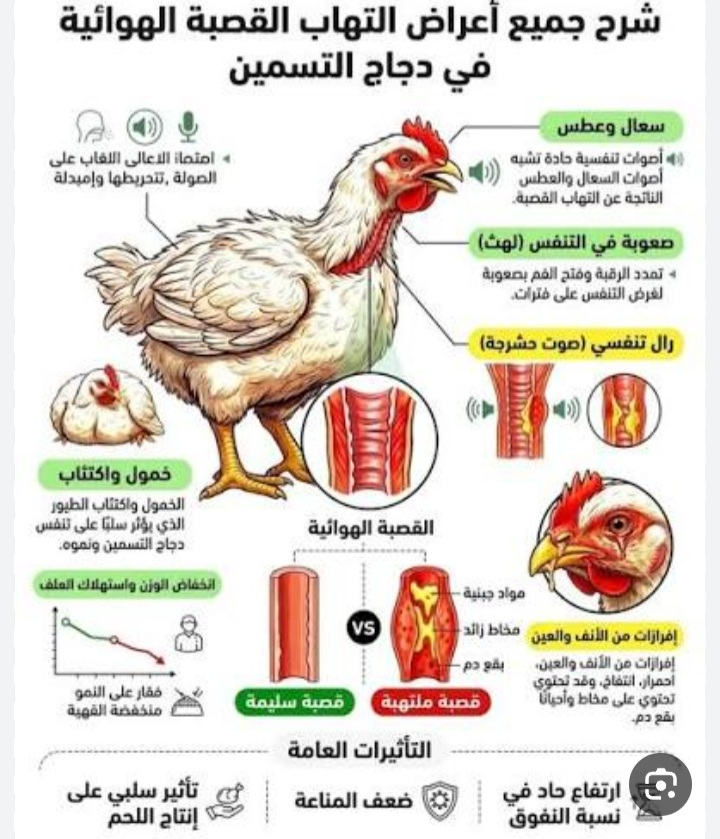 شرح جميع أعراض التهاب القصبة الهوائية
في دجاج التسمين
سعال وعطس
أصوات تنفسية حادة تشبه
أصوات السعال والعطس
الناتجة عن التهاب القصبة.
امتماذ الاعالى اللغاب على
الصولة ,تتحريطها وإميدلة
صعوبة في التنفس (لهث)
تمدد الرقبة وفتح الفم بصعوبة
لغرض التنفس على فترات.
رال تنفسي (صوت حشرجة)
خمول واكتئاب
الخمول واكتئاب الطيور
الذي يؤثر سلبًا على تنفس
دجاج التسمين ونموه.
القصبة الهوائية
مواد جبنية
مخاط زائد
بقع دم
VS
قصبة سليمة
قصبة ملتهبة
انخفاض الوزن واستهلاك العلف
فقار على النمو
منخفضة القهية
إفرازات من الأنف والعين
إفرازات من الأنف والعين،
احمرار، انتفاخ، وقد تحتوي
تحتوي على مخاط وأحيانًا
بقع دم.
التأثيرات العامة
ارتفاع حاد في
نسبة النفوق
ضعف المناعة
تأثير سلبي على
إنتاج اللحم